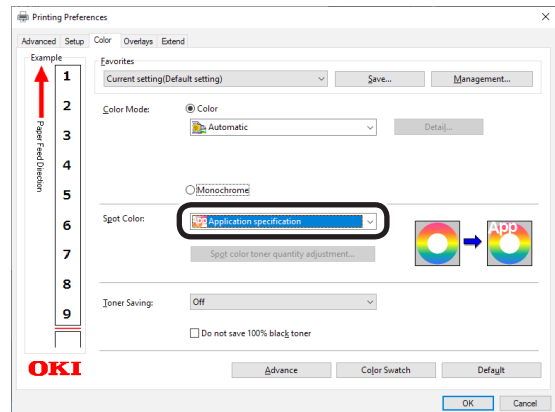 Printing Preferences
Advanced Setup Color Overlays Extend
Example
Paper Feed Direction
1
2
3
4
5
6
7
8
9
OKI
Favorites
Current setting(Default setting) Save... Management...
Color Mode: Color
Automatic Detail...
Monochrome
Spot Color: App Application specification
Spot color toner quantity adjustment...
App
Toner Saving: Off
Do not save 100% black toner
Advance Color Swatch Default
OK Cancel